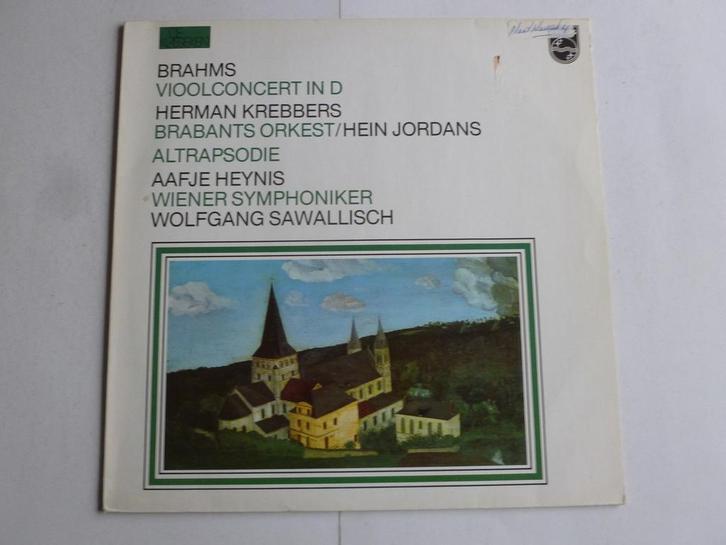 BRAHMS
VIOOLCONCERT IN D
HERMAN KREBBERS
BRABANTS ORKEST/HEIN JORDANS
ALTRAPSODIE
AAFJE HEYNIS
WIENER SYMPHONIKER
WOLFGANG SAWALLISCH